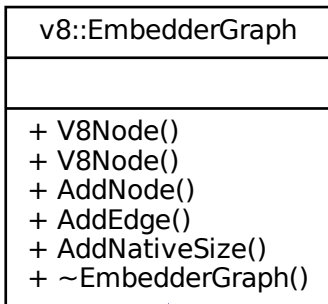 v8::EmbedderGraph
+ V8Node()
+ V8Node()
+ AddNode()
+ AddEdge()
+ AddNativeSize()
+ ~EmbedderGraph()